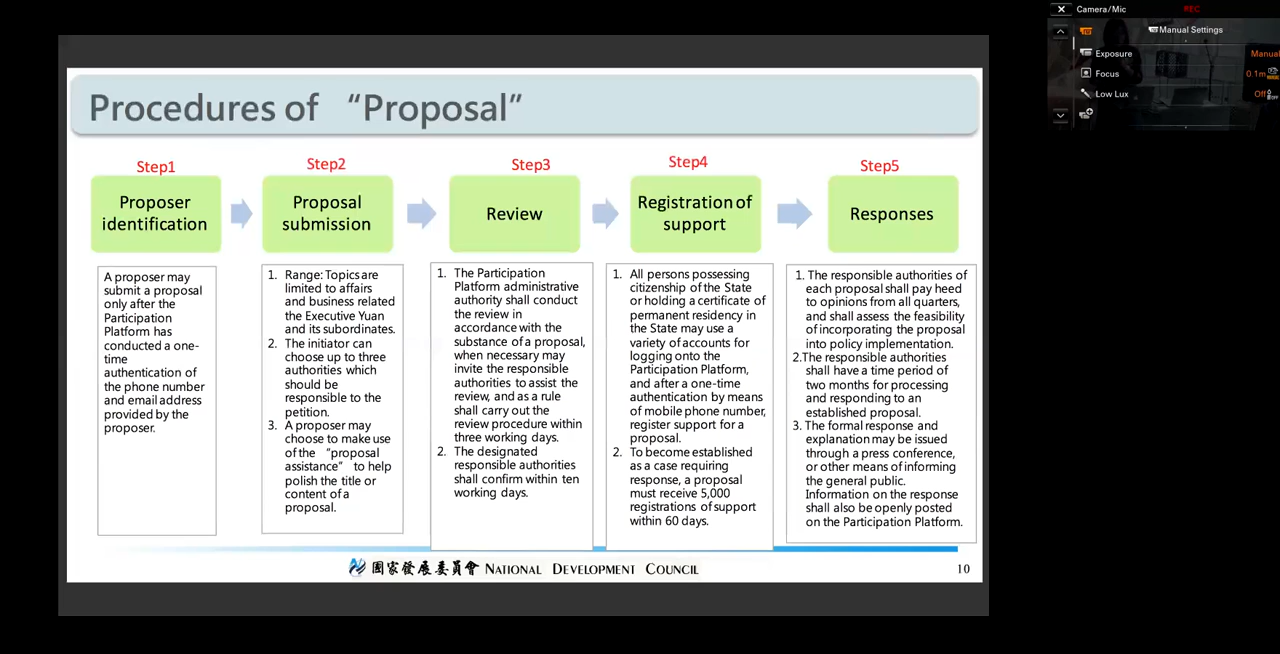 Camera/Mic
REC
Manual Settings
Exposure
Manual
Focus
0.1m
Low Lux
Off
Procedures of “Proposal”
Step1
Step2
Step3
Step4
Step5
Proposer
identification
Proposal
submission
Review
Registration of
support
Responses
A proposer may
submit a proposal
only after the
Participation
Platform has
conducted a one-
time
authentication of
the phone number
and email address
provided by the
proposer.
1. Range: Topics are
limited to affairs
and business related
the Executive Yuan
and its subordinates.
2. The initiator can
choose up to three
authorities which
should be
responsible to the
petition.
3. A proposer may
choose to make use
of the “proposal
assistance” to help
polish the title or
content of a
proposal.
1. The Participation
Platform administrative
authority shall conduct
the review in
accordance with the
substance of a proposal,
when necessary may
invite the responsible
authorities to assist the
review, and as a rule
shall carry out the
review procedure within
three working days.
2. The designated
responsible authorities
shall confirm within ten
working days.
1. All persons possessing
citizenship of the State
or holding a certificate of
permanent residency in
the State may use a
variety of accounts for
logging onto the
Participation Platform,
and after a one-time
authentication by means
of mobile phone number,
register support for a
proposal.
2. To become established
as a case requiring
response, a proposal
must receive 5,000
registrations of support
within 60 days.
1. The responsible authorities of
each proposal shall pay heed
to opinions from all quarters,
and shall assess the feasibility
of incorporating the proposal
into policy implementation.
2.The responsible authorities
shall have a time period of
two months for processing
and responding to an
established proposal.
3. The formal response and
explanation may be issued
through a press conference,
or other means of informing
the general public.
Information on the response
shall also be openly posted
on the Participation Platform.
國家發展委員會 NATIONAL DEVELOPMENT COUNCIL
10